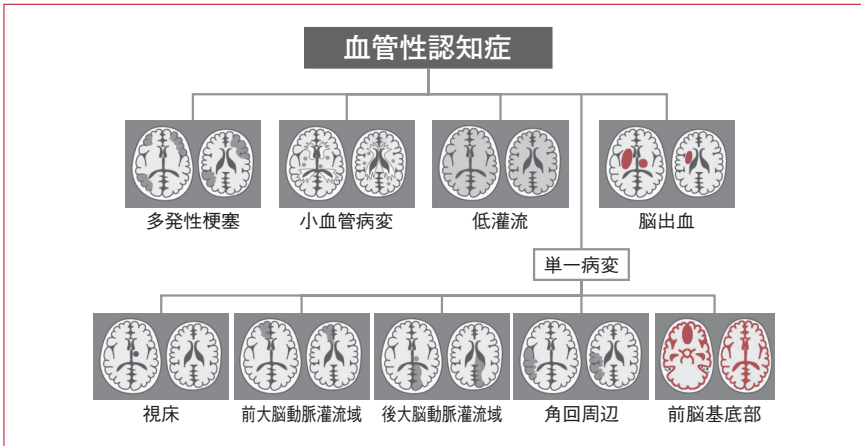 血管性認知症
多発性梗塞
小血管病変
低灌流
脳出血
単一病変
視床
前大脳動脈灌流域
後大脳動脈灌流域
角回周辺
前脳基底部